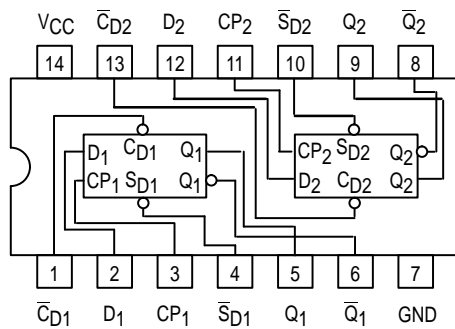 VCC C̅D2 D2 CP2 S̅D2 Q2 Q̅2
14 13 12 11 10 9 8
D1 CD1 Q1
CP1 SD1 Q1
CP2 SD2 Q2
D2 CD2 Q2
1 2 3 4 5 6 7
C̅D1 D1 CP1 S̅D1 Q1 Q̅1 GND